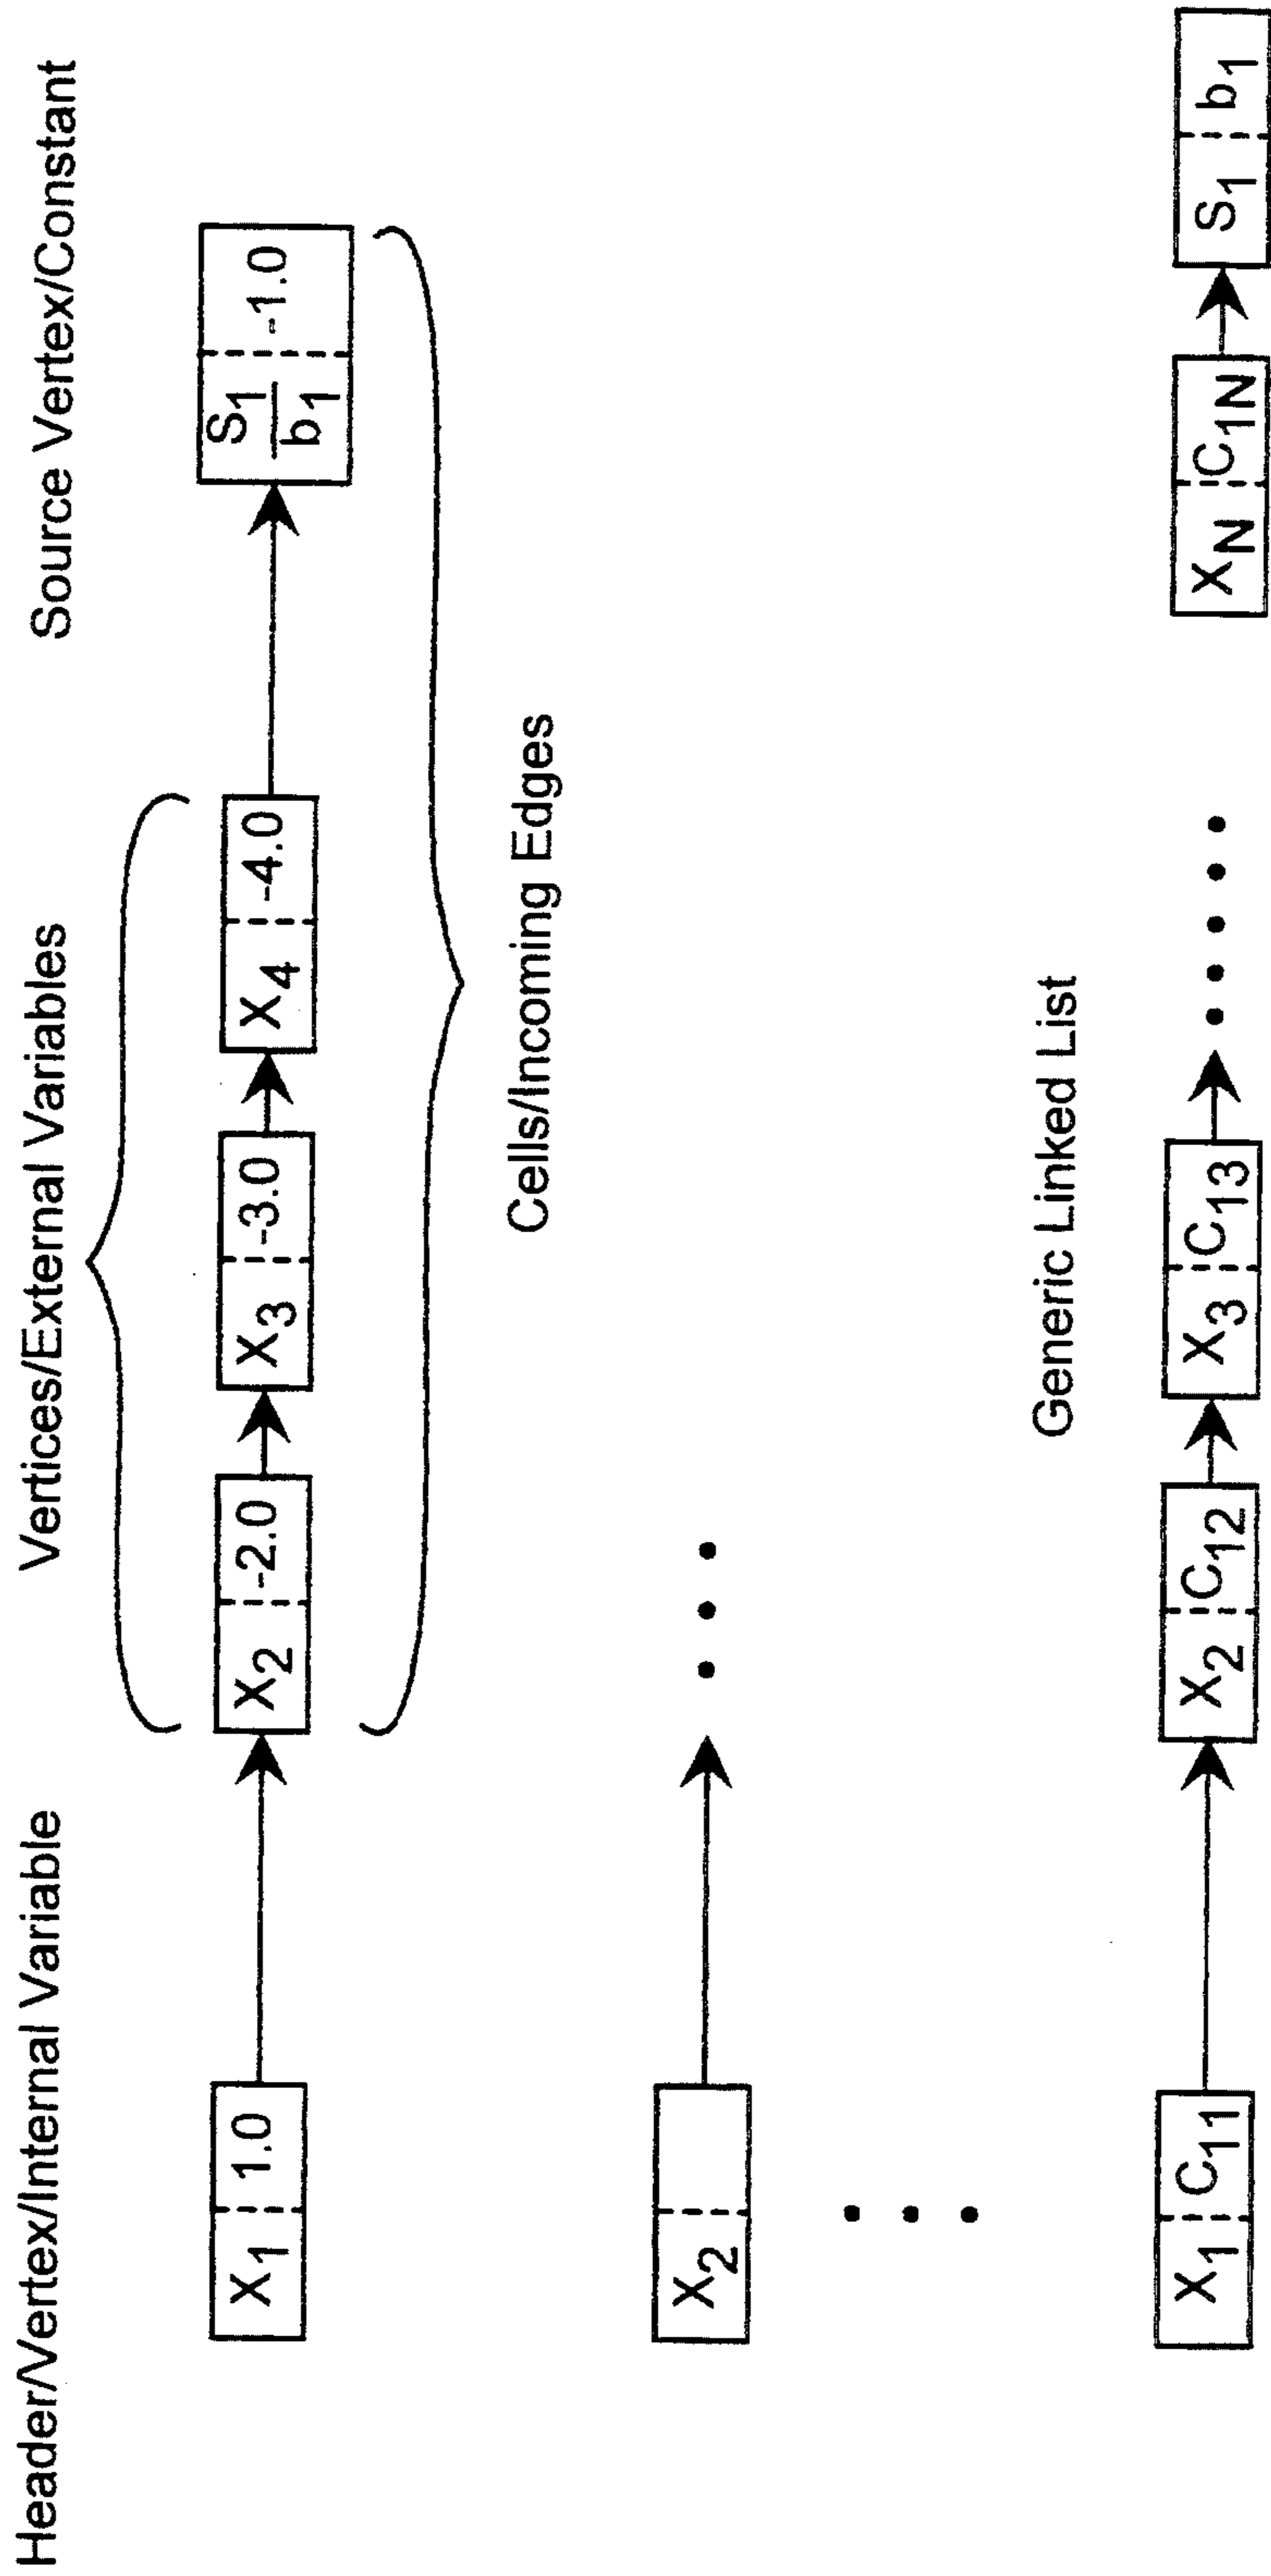 Header/Vertex/Internal Variable
Vertices/External Variables
Source Vertex/Constant
X1 1.0
X2 -2.0
X3 -3.0
X4 -4.0
S1/b1 -1.0
Cells/Incoming Edges
X2
Generic Linked List
X1 C11
X2 C12
X3 C13
XN C1N
S1 b1